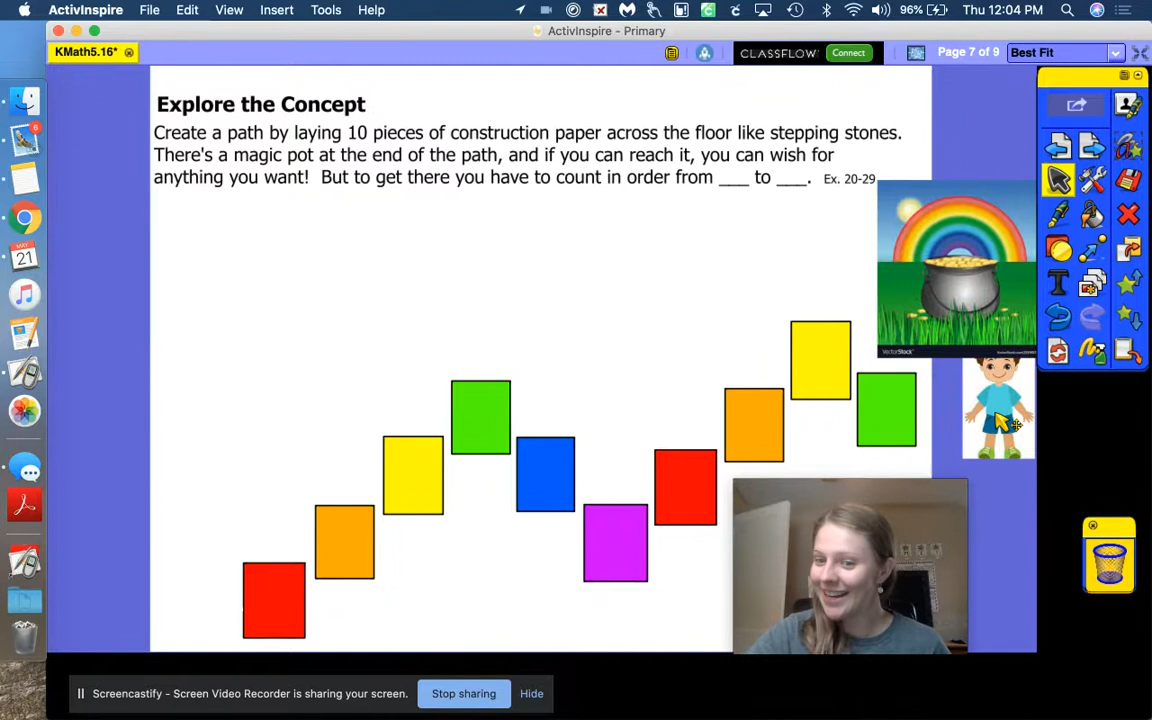 ActivInspire File Edit View Insert Tools Help 96% Thu 12:04 PM
ActivInspire - Primary
KMath5.16* CLASSFLOW Connect Page 7 of 9 Best Fit
Explore the Concept
Create a path by laying 10 pieces of construction paper across the floor like stepping stones.
There's a magic pot at the end of the path, and if you can reach it, you can wish for
anything you want! But to get there you have to count in order from ___ to ___. Ex. 20-29
6
MAY
21
T
VectorStock
Screencastify - Screen Video Recorder is sharing your screen. Stop sharing Hide